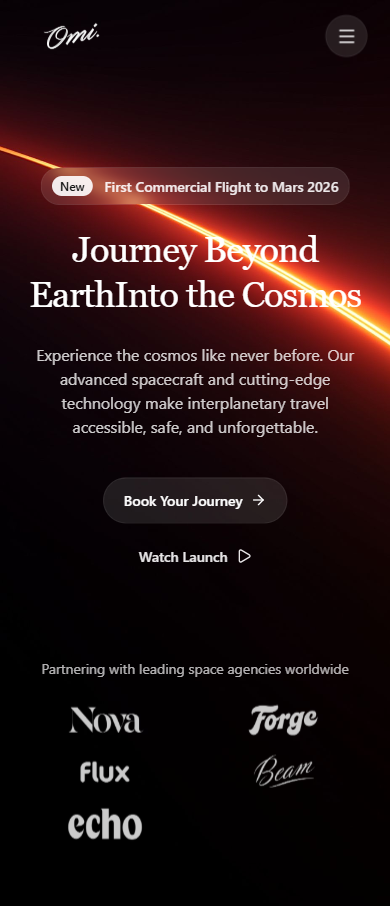 Omi.
New First Commercial Flight to Mars 2026
Journey Beyond
EarthInto the Cosmos
Experience the cosmos like never before. Our
advanced spacecraft and cutting-edge
technology make interplanetary travel
accessible, safe, and unforgettable.
Book Your Journey
Watch Launch
Partnering with leading space agencies worldwide
Nova Forge
flux Beam
echo